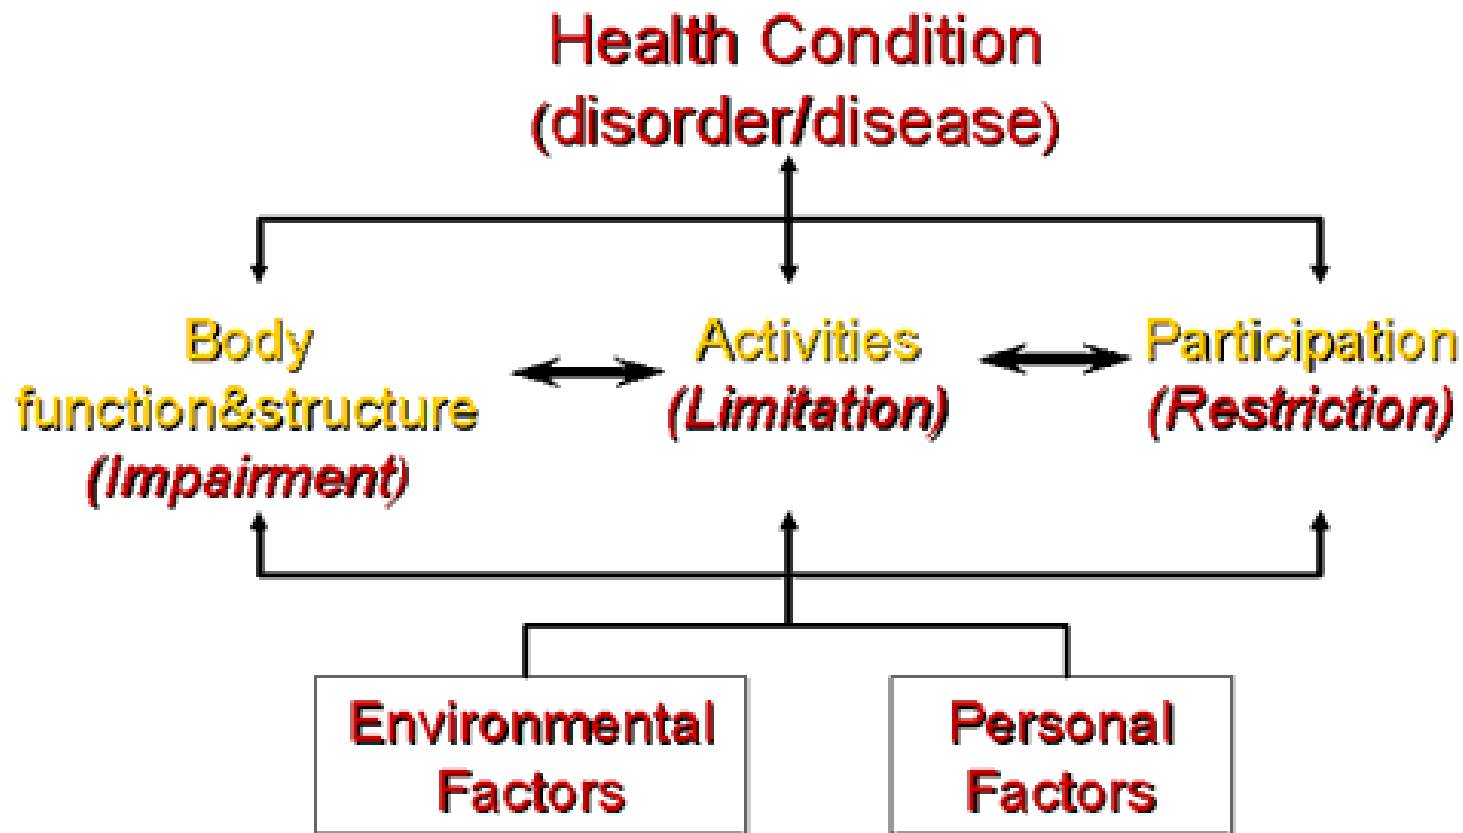 Health Condition
(disorder/disease)
Body
function&structure
(Impairment)
Activities
(Limitation)
Participation
(Restriction)
Environmental
Factors
Personal
Factors